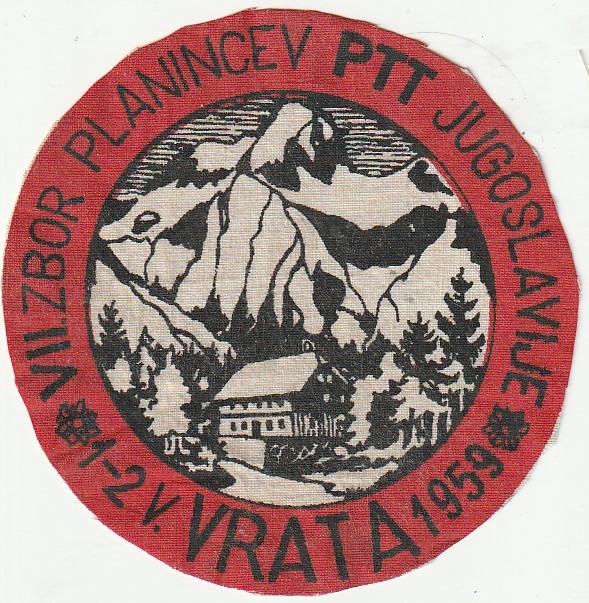 VII. ZBOR PLANINCEV PTT JUGOSLAVIJE
1-2 V. VRATA 1959